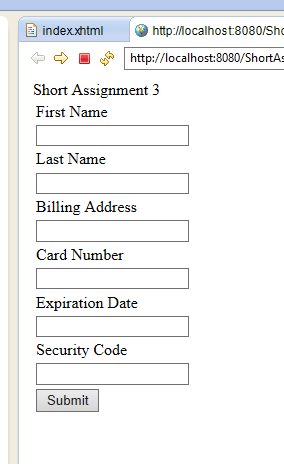 index.xhtml
http://localhost:8080/Sho
http://localhost:8080/ShortAs
Short Assignment 3
First Name
Last Name
Billing Address
Card Number
Expiration Date
Security Code
Submit